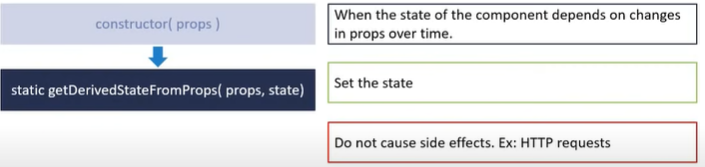 constructor( props )
When the state of the component depends on changes
in props over time.
static getDerivedStateFromProps( props, state)
Set the state
Do not cause side effects. Ex: HTTP requests